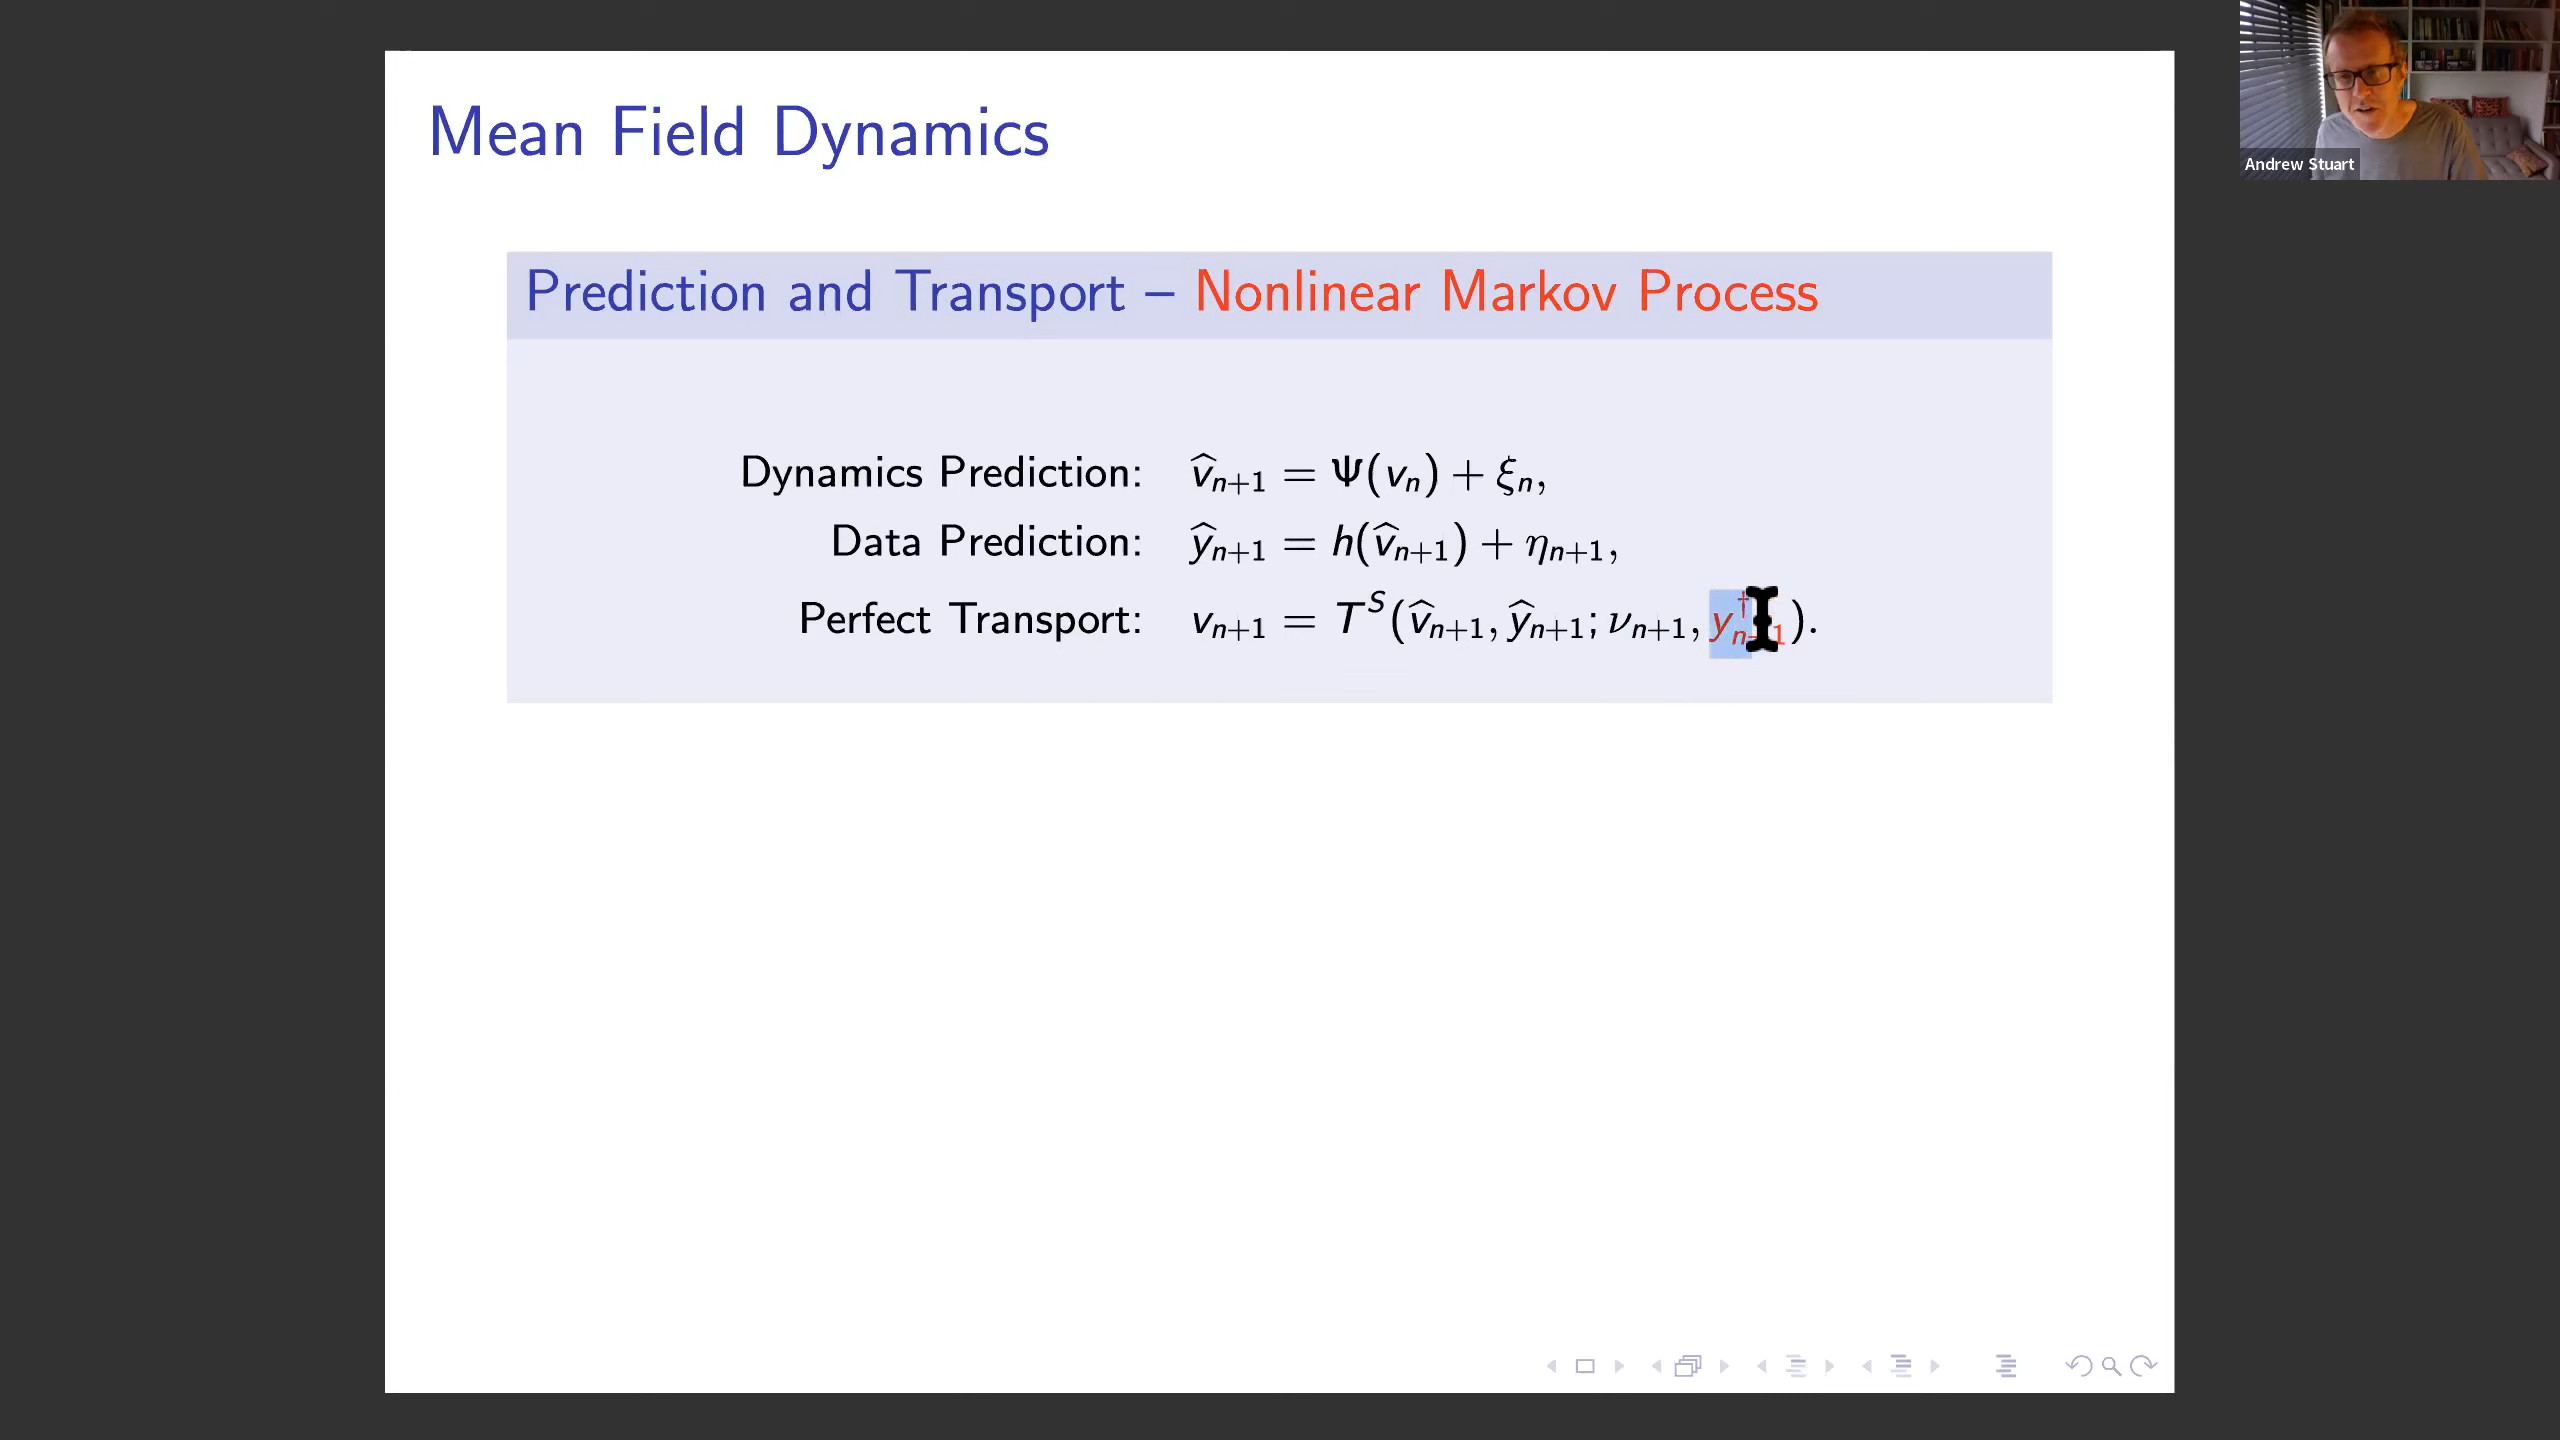 Mean Field Dynamics
Andrew Stuart
Prediction and Transport – Nonlinear Markov Process
Dynamics Prediction: v̂ₙ₊₁ = Ψ(vₙ) + ξₙ,
Data Prediction: ŷₙ₊₁ = h(v̂ₙ₊₁) + ηₙ₊₁,
Perfect Transport: vₙ₊₁ = Tˢ(v̂ₙ₊₁, ŷₙ₊₁; νₙ₊₁, y†ₙ₊₁).